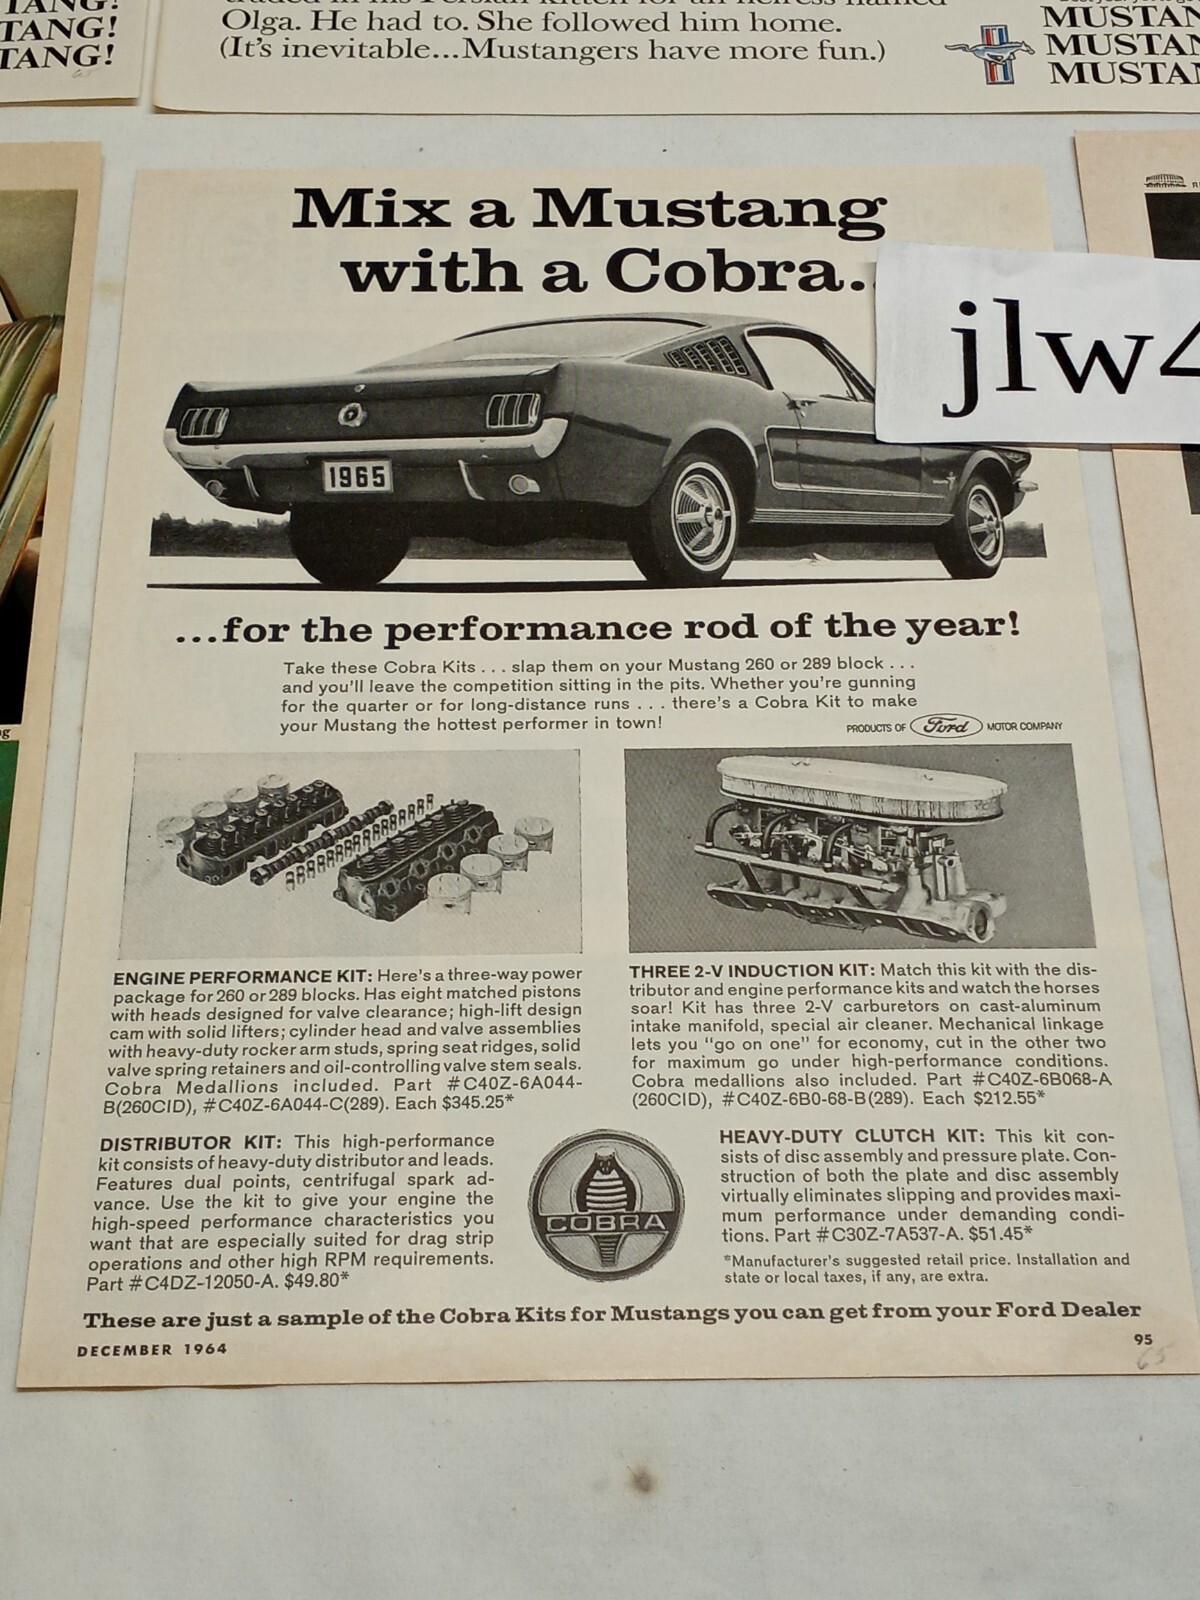 TANG!
TANG!
Olga. He had to. She followed him home.
(It's inevitable...Mustangers have more fun.)
MUSTAN
MUSTAN
MUSTA
Mix a Mustang
with a Cobra..
jlw4
1965
...for the performance rod of the year!
Take these Cobra Kits . . . slap them on your Mustang 260 or 289 block . . .
and you'll leave the competition sitting in the pits. Whether you're gunning
for the quarter or for long-distance runs . . . there's a Cobra Kit to make
your Mustang the hottest performer in town!
PRODUCTS OF Ford MOTOR COMPANY
ENGINE PERFORMANCE KIT: Here's a three-way power
package for 260 or 289 blocks. Has eight matched pistons
with heads designed for valve clearance; high-lift design
cam with solid lifters; cylinder head and valve assemblies
with heavy-duty rocker arm studs, spring seat ridges, solid
valve spring retainers and oil-controlling valve stem seals.
Cobra Medallions included. Part #C40Z-6A044-
B(260CID), #C40Z-6A044-C(289). Each $345.25*
THREE 2-V INDUCTION KIT: Match this kit with the dis-
tributor and engine performance kits and watch the horses
soar! Kit has three 2-V carburetors on cast-aluminum
intake manifold, special air cleaner. Mechanical linkage
lets you "go on one" for economy, cut in the other two
for maximum go under high-performance conditions.
Cobra medallions also included. Part #C40Z-6B068-A
(260CID), #C40Z-6B0-68-B(289). Each $212.55*
DISTRIBUTOR KIT: This high-performance
kit consists of heavy-duty distributor and leads.
Features dual points, centrifugal spark ad-
vance. Use the kit to give your engine the
high-speed performance characteristics you
want that are especially suited for drag strip
operations and other high RPM requirements.
Part #C4DZ-12050-A. $49.80*
COBRA
HEAVY-DUTY CLUTCH KIT: This kit con-
sists of disc assembly and pressure plate. Con-
struction of both the plate and disc assembly
virtually eliminates slipping and provides maxi-
mum performance under demanding condi-
tions. Part #C30Z-7A537-A. $51.45*
*Manufacturer's suggested retail price. Installation and
state or local taxes, if any, are extra.
These are just a sample of the Cobra Kits for Mustangs you can get from your Ford Dealer
DECEMBER 1964
95
65